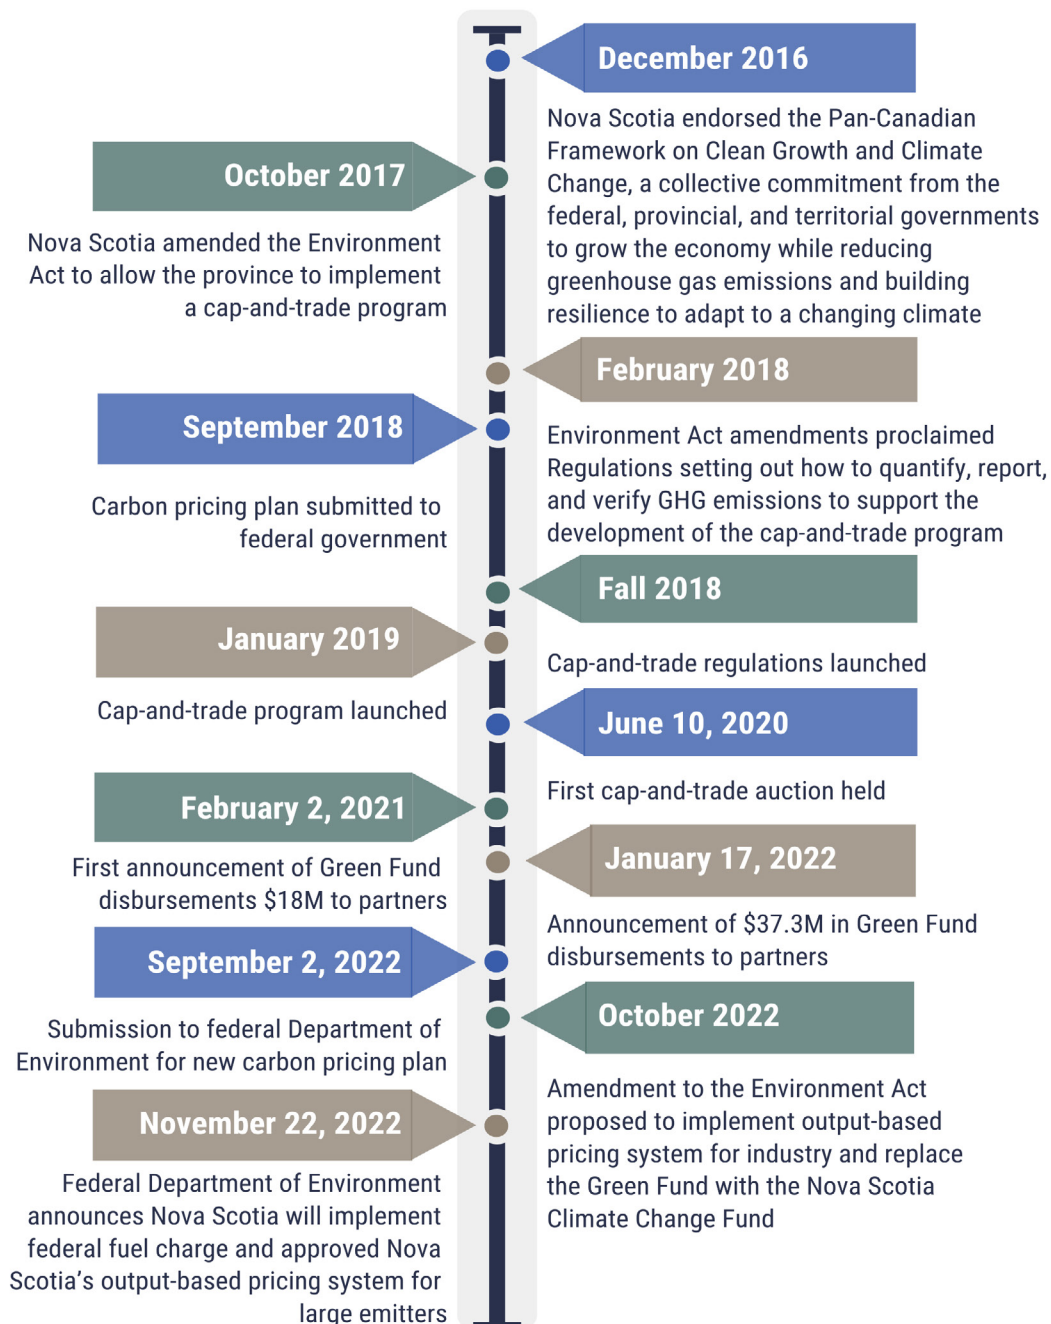 December 2016
Nova Scotia endorsed the Pan-Canadian
Framework on Clean Growth and Climate
Change, a collective commitment from the
federal, provincial, and territorial governments
to grow the economy while reducing
greenhouse gas emissions and building
resilience to adapt to a changing climate
October 2017
Nova Scotia amended the Environment
Act to allow the province to implement
a cap-and-trade program
February 2018
Environment Act amendments proclaimed
Regulations setting out how to quantify, report,
and verify GHG emissions to support the
development of the cap-and-trade program
September 2018
Carbon pricing plan submitted to
federal government
Fall 2018
Cap-and-trade regulations launched
January 2019
Cap-and-trade program launched
June 10, 2020
First cap-and-trade auction held
February 2, 2021
First announcement of Green Fund
disbursements $18M to partners
January 17, 2022
Announcement of $37.3M in Green Fund
disbursements to partners
September 2, 2022
Submission to federal Department of
Environment for new carbon pricing plan
October 2022
Amendment to the Environment Act
proposed to implement output-based
pricing system for industry and replace
the Green Fund with the Nova Scotia
Climate Change Fund
November 22, 2022
Federal Department of Environment
announces Nova Scotia will implement
federal fuel charge and approved Nova
Scotia's output-based pricing system for
large emitters